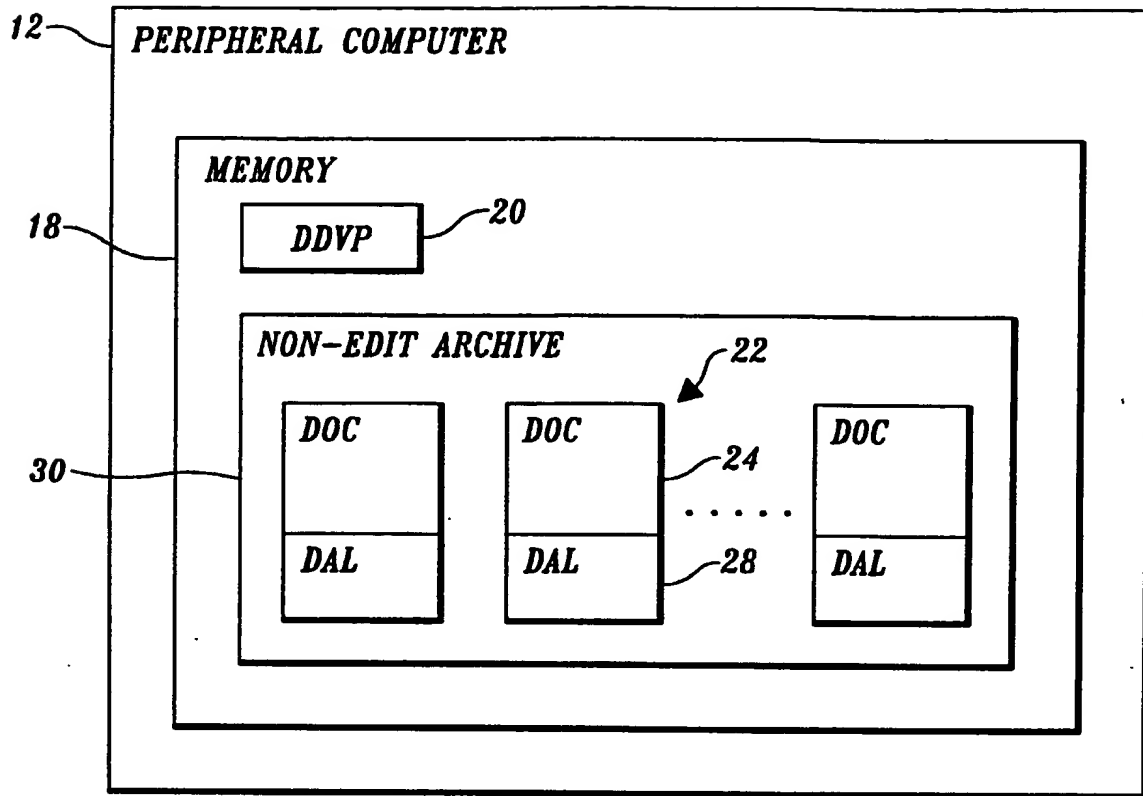 12
PERIPHERAL COMPUTER
MEMORY
18
DDVP
20
NON-EDIT ARCHIVE
22
DOC
DOC
DOC
30
24
.....
DAL
DAL
28
DAL